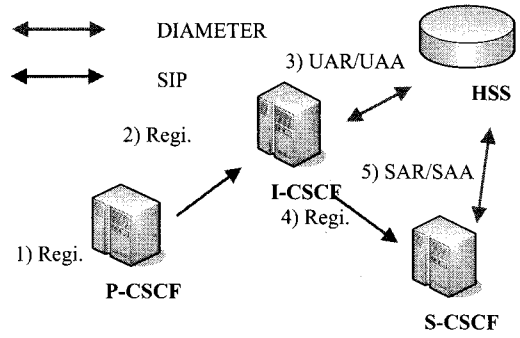 DIAMETER
SIP
3) UAR/UAA
HSS
2) Regi.
I-CSCF
5) SAR/SAA
4) Regi.
1) Regi.
P-CSCF
S-CSCF